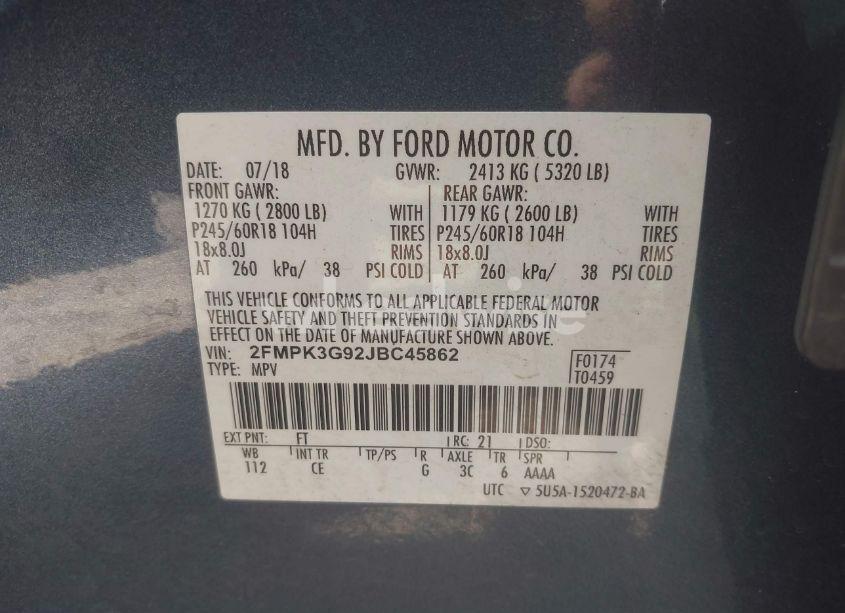 MFD. BY FORD MOTOR CO.
DATE: 07/18 GVWR: 2413 KG ( 5320 LB)
FRONT GAWR: REAR GAWR:
1270 KG ( 2800 LB) WITH 1179 KG ( 2600 LB) WITH
P245/60R18 104H TIRES P245/60R18 104H TIRES
18x8.0J RIMS 18x8.0J RIMS
AT 260 kPa/ 38 PSI COLD AT 260 kPa/ 38 PSI COLD
THIS VEHICLE CONFORMS TO ALL APPLICABLE FEDERAL MOTOR
VEHICLE SAFETY AND THEFT PREVENTION STANDARDS IN
EFFECT ON THE DATE OF MANUFACTURE SHOWN ABOVE.
VIN: 2FMPK3G92JBC45862 F0174
TYPE: MPV T0459
EXT PNT: FT RC: 21 DSO:
WB INT TR TP/PS R AXLE TR SPR
112 CE G 3C 6 AAAA
UTC ▽ 5U5A-1520472-BA